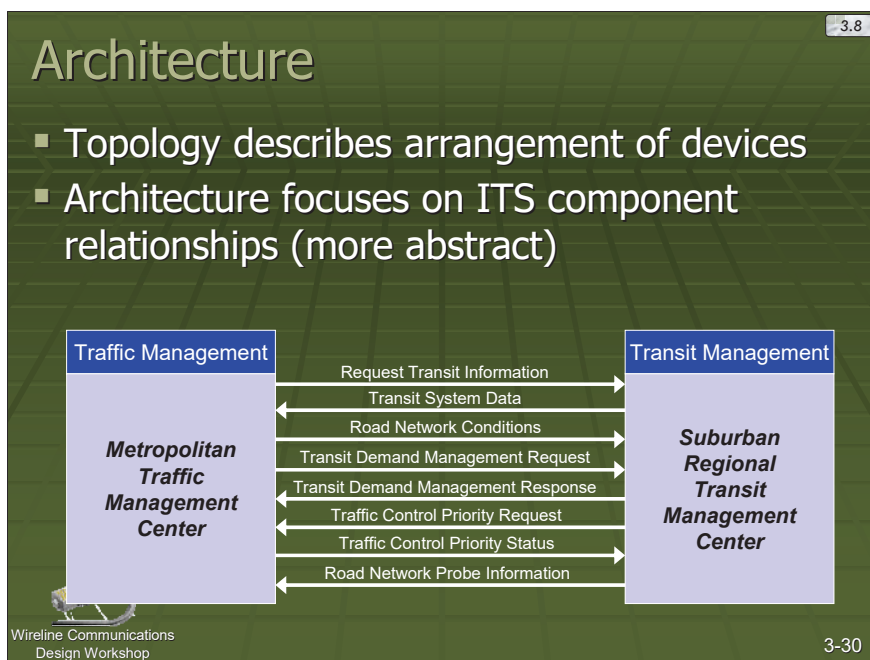 3.8
Architecture
Topology describes arrangement of devices
Architecture focuses on ITS component
relationships (more abstract)
Traffic Management
Metropolitan
Traffic
Management
Center
Request Transit Information
Transit System Data
Road Network Conditions
Transit Demand Management Request
Transit Demand Management Response
Traffic Control Priority Request
Traffic Control Priority Status
Road Network Probe Information
Transit Management
Suburban
Regional
Transit
Management
Center
Wireline Communications
Design Workshop
3-30